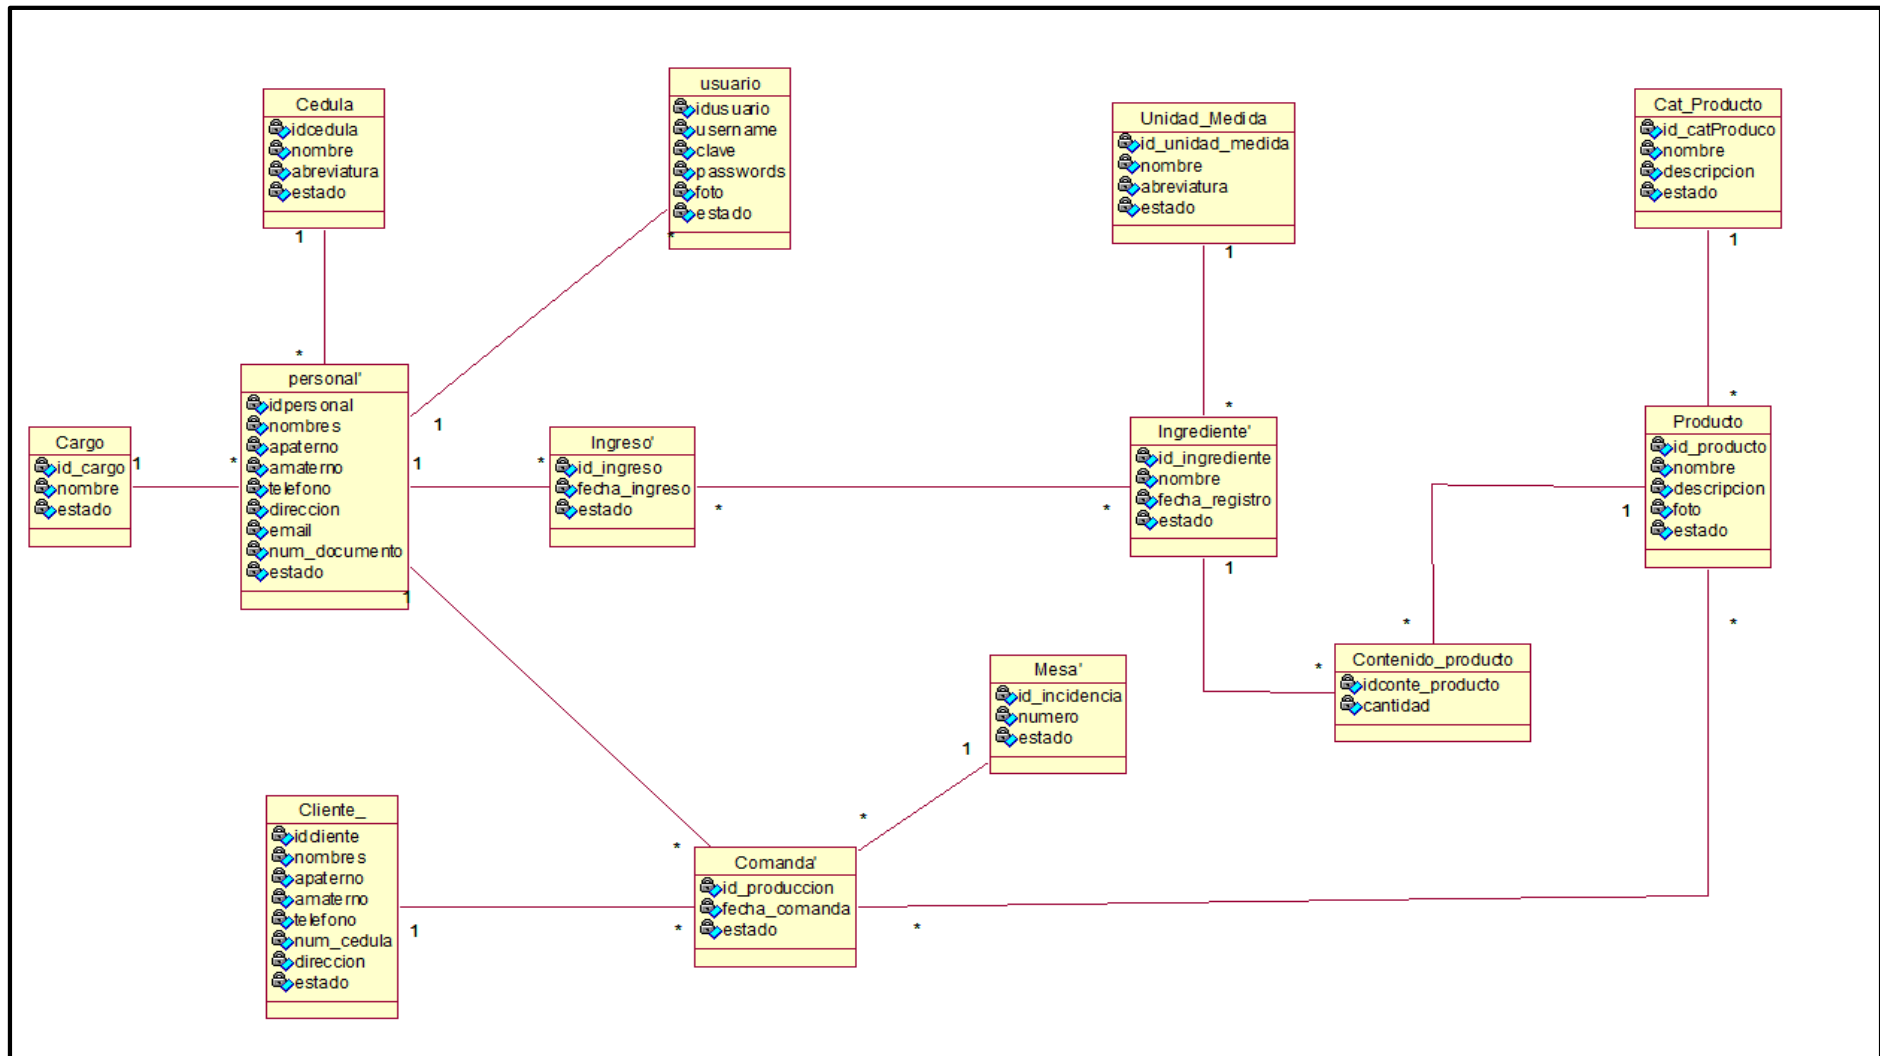 Cedula
idcedula
nombre
abreviatura
estado
1
*
usuario
idusuario
username
clave
passwords
foto
estado
*
Unidad_Medida
id_unidad_medida
nombre
abreviatura
estado
1
*
Cat_Producto
id_catProduco
nombre
descripcion
estado
1
*
Cargo
id_cargo
nombre
estado
1
*
personal'
idpersonal
nombres
apaterno
amaterno
telefono
direccion
email
num_documento
estado
1
1
1
*
Ingreso'
id_ingreso
fecha_ingreso
estado
*
*
Ingrediente'
id_ingrediente
nombre
fecha_registro
estado
1
Producto
id_producto
nombre
descripcion
foto
estado
1
*
*
*
Contenido_producto
idconte_producto
cantidad
Mesa'
id_incidencia
numero
estado
1
*
Cliente_
idcliente
nombres
apaterno
amaterno
telefono
num_cedula
direccion
estado
1
*
*
Comanda'
id_produccion
fecha_comanda
estado
*